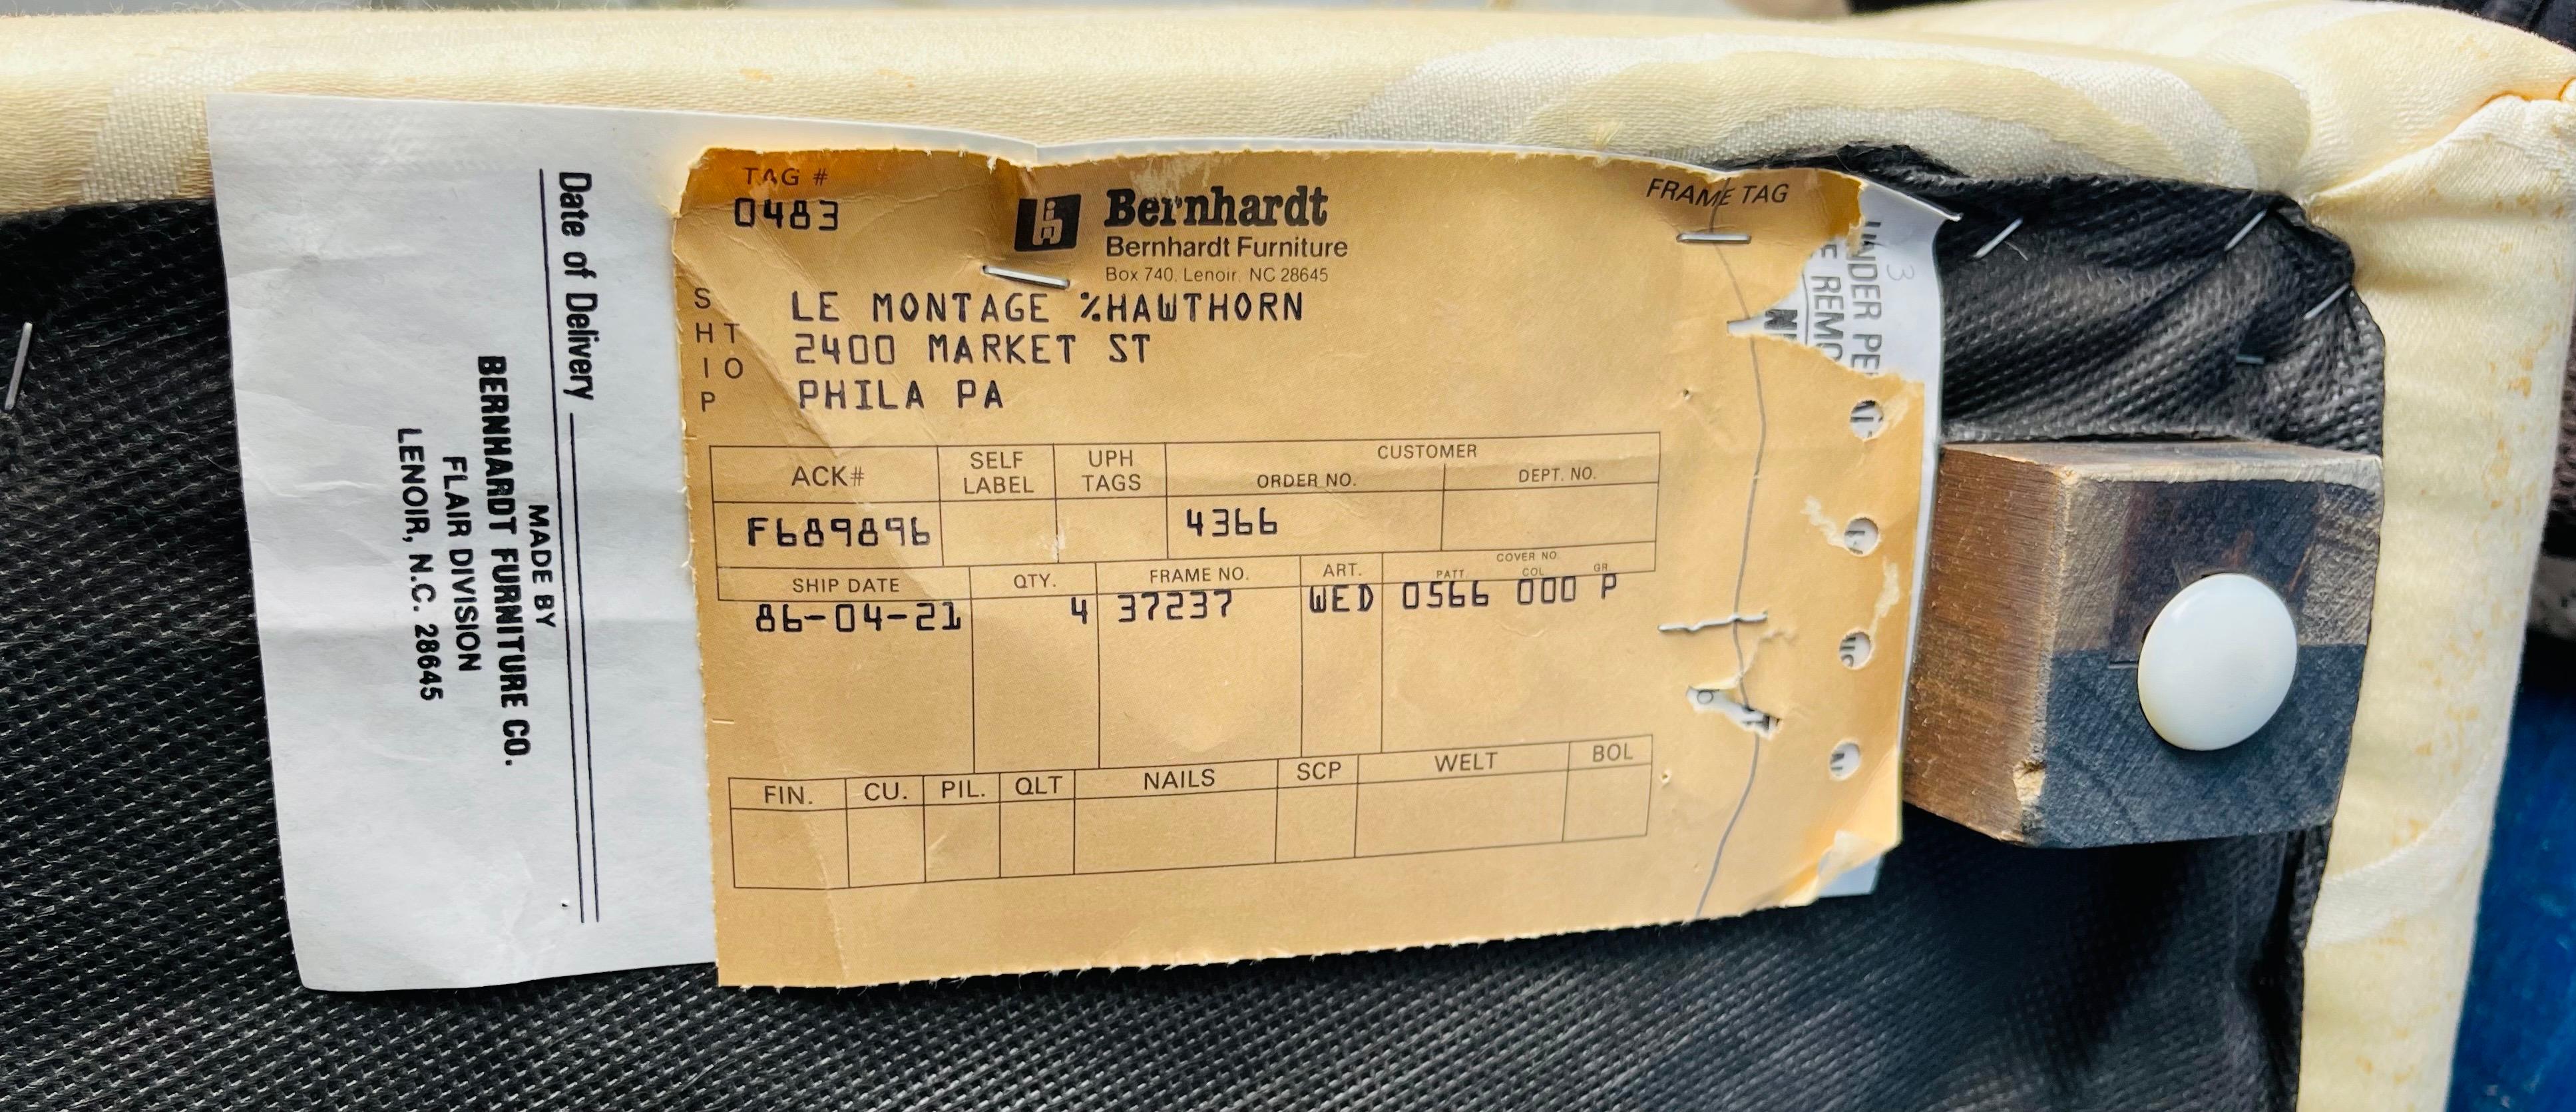 Date of Delivery
MADE BY
BERNHARDT FURNITURE CO.
FLAIR DIVISION
LENOIR, N.C. 28645
TAG #
0483
Bernhardt
Bernhardt Furniture
Box 740, Lenoir, NC 28645
FRAME TAG
SHIP TO
LE MONTAGE %HAWTHORN
2400 MARKET ST
PHILA PA
ACK# SELF LABEL UPH TAGS CUSTOMER
ORDER NO. DEPT. NO.
F689896 4366
SHIP DATE QTY. FRAME NO. ART. COVER NO.
PATT. COL. GR.
86-04-21 4 37237 WED 0566 000 P
FIN. CU. PIL. QLT NAILS SCP WELT BOL
UNDER PE
E REMO